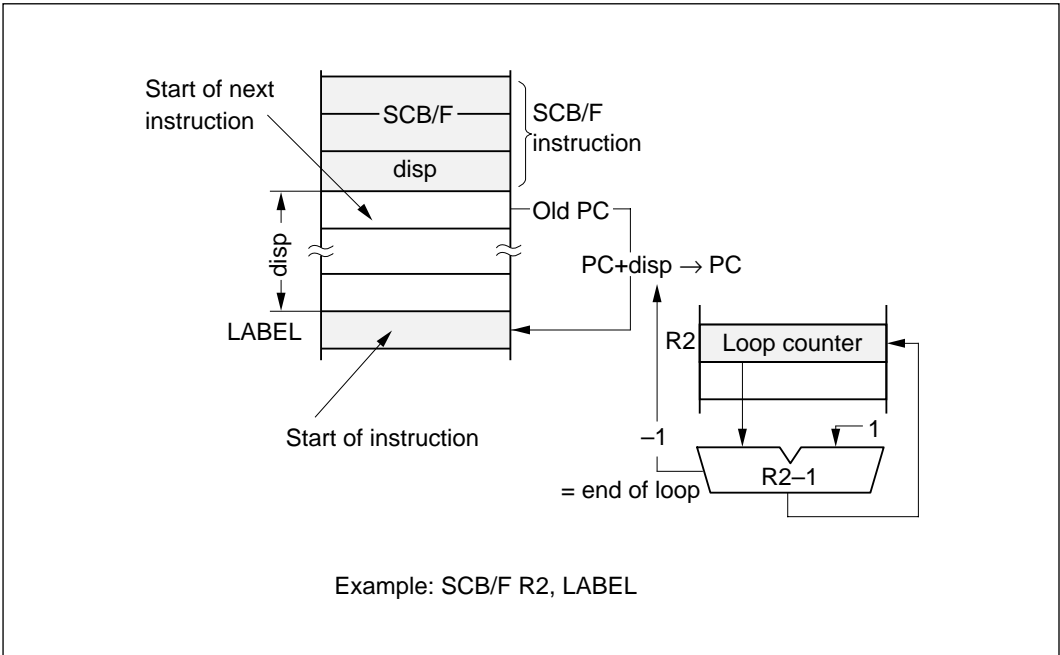 Start of next
instruction
SCB/F
SCB/F
instruction
disp
Old PC
disp
PC+disp → PC
LABEL
R2
Loop counter
Start of instruction
–1
1
R2–1
= end of loop
Example: SCB/F R2, LABEL